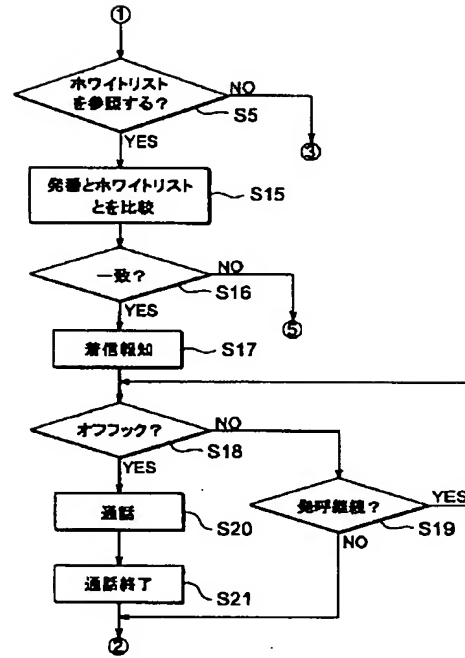 ①
ホワイトリスト
を参照する？
NO
S5
YES
③
発番とホワイトリスト
とを比較
S15
一致？
NO
S16
YES
⑤
着信報知
S17
オフフック？
NO
S18
YES
発呼継続？
YES
S19
NO
通話
S20
通話終了
S21
②